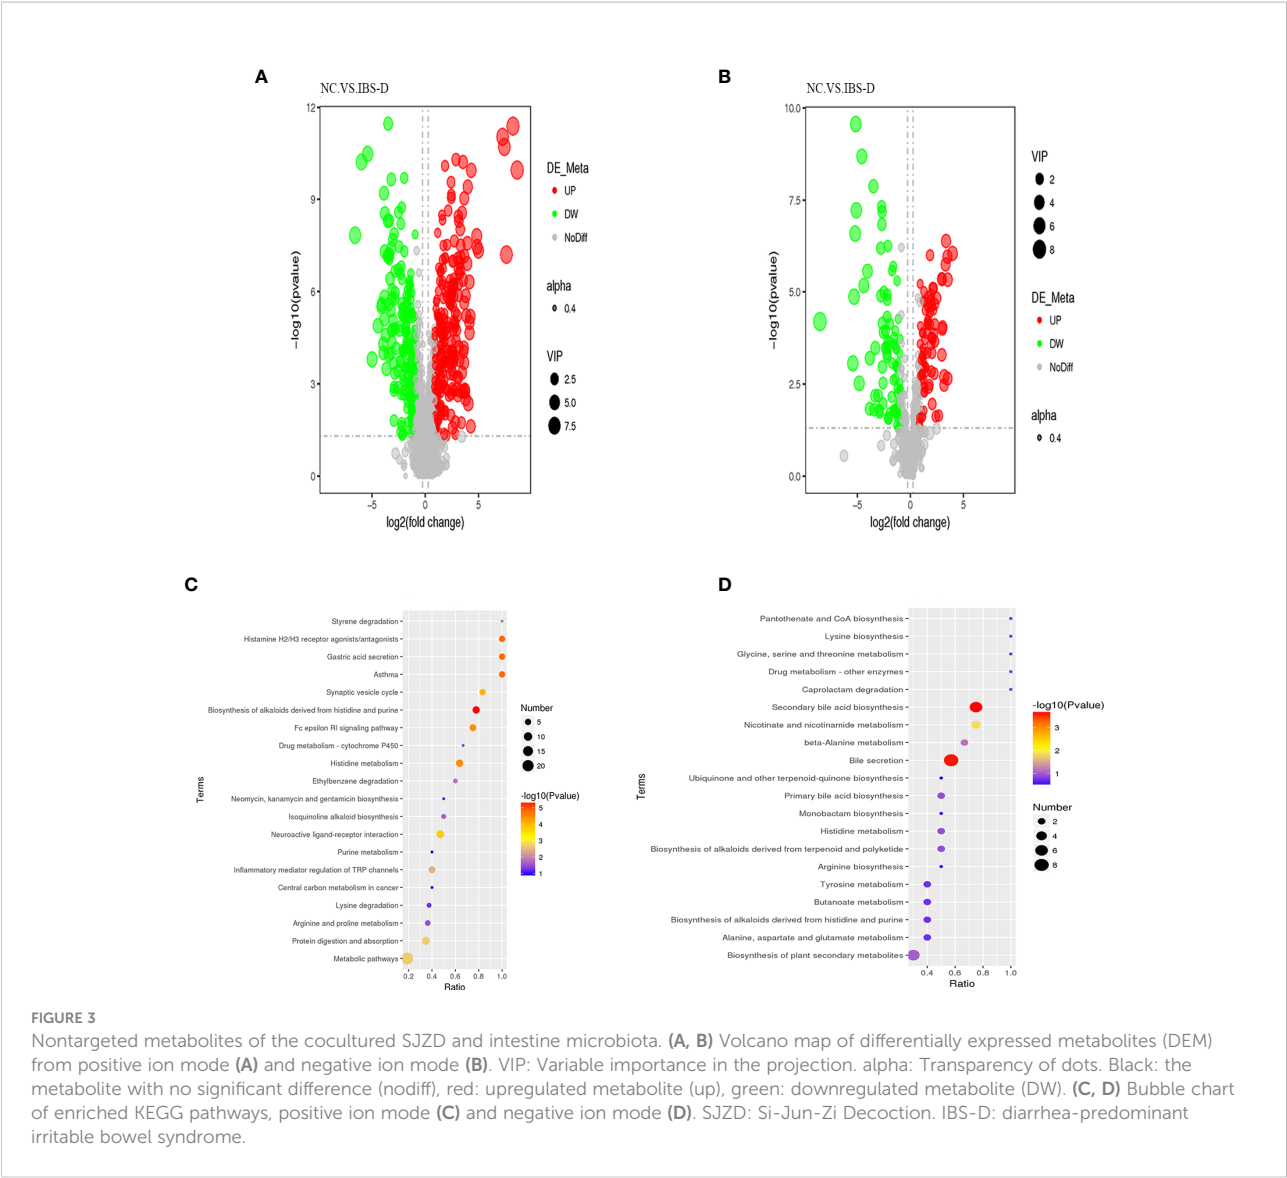 A
NC.VS.IBS-D
12
9
6
3
0
−log10(pvalue)
−5
0
5
log2(fold change)
DE_Meta
UP
DW
NoDiff
alpha
0.4
VIP
2.5
5.0
7.5
B
NC.VS.IBS-D
10.0
7.5
5.0
2.5
0.0
−log10(pvalue)
−5
0
5
log2(fold change)
VIP
2
4
6
8
DE_Meta
UP
DW
NoDiff
alpha
0.4
C
Terms
Styrene degradation
Histamine H2/H3 receptor agonists/antagonists
Gastric acid secretion
Asthma
Synaptic vesicle cycle
Biosynthesis of alkaloids derived from histidine and purine
Fc epsilon RI signaling pathway
Drug metabolism - cytochrome P450
Histidine metabolism
Ethylbenzene degradation
Neomycin, kanamycin and gentamicin biosynthesis
Isoquinoline alkaloid biosynthesis
Neuroactive ligand-receptor interaction
Purine metabolism
Inflammatory mediator regulation of TRP channels
Central carbon metabolism in cancer
Lysine degradation
Arginine and proline metabolism
Protein digestion and absorption
Metabolic pathways
0.2
0.4
0.6
0.8
1.0
Ratio
Number
5
10
15
20
-log10(Pvalue)
5
4
3
2
1
D
Terms
Pantothenate and CoA biosynthesis
Lysine biosynthesis
Glycine, serine and threonine metabolism
Drug metabolism - other enzymes
Caprolactam degradation
Secondary bile acid biosynthesis
Nicotinate and nicotinamide metabolism
beta-Alanine metabolism
Bile secretion
Ubiquinone and other terpenoid-quinone biosynthesis
Primary bile acid biosynthesis
Monobactam biosynthesis
Histidine metabolism
Biosynthesis of alkaloids derived from terpenoid and polyketide
Arginine biosynthesis
Tyrosine metabolism
Butanoate metabolism
Biosynthesis of alkaloids derived from histidine and purine
Alanine, aspartate and glutamate metabolism
Biosynthesis of plant secondary metabolites
0.4
0.6
0.8
1.0
Ratio
-log10(Pvalue)
3
2
1
Number
2
4
6
8
FIGURE 3
Nontargeted metabolites of the cocultured SJZD and intestine microbiota. (A, B) Volcano map of differentially expressed metabolites (DEM)
from positive ion mode (A) and negative ion mode (B). VIP: Variable importance in the projection. alpha: Transparency of dots. Black: the
metabolite with no significant difference (nodiff), red: upregulated metabolite (up), green: downregulated metabolite (DW). (C, D) Bubble chart
of enriched KEGG pathways, positive ion mode (C) and negative ion mode (D). SJZD: Si-Jun-Zi Decoction. IBS-D: diarrhea-predominant
irritable bowel syndrome.